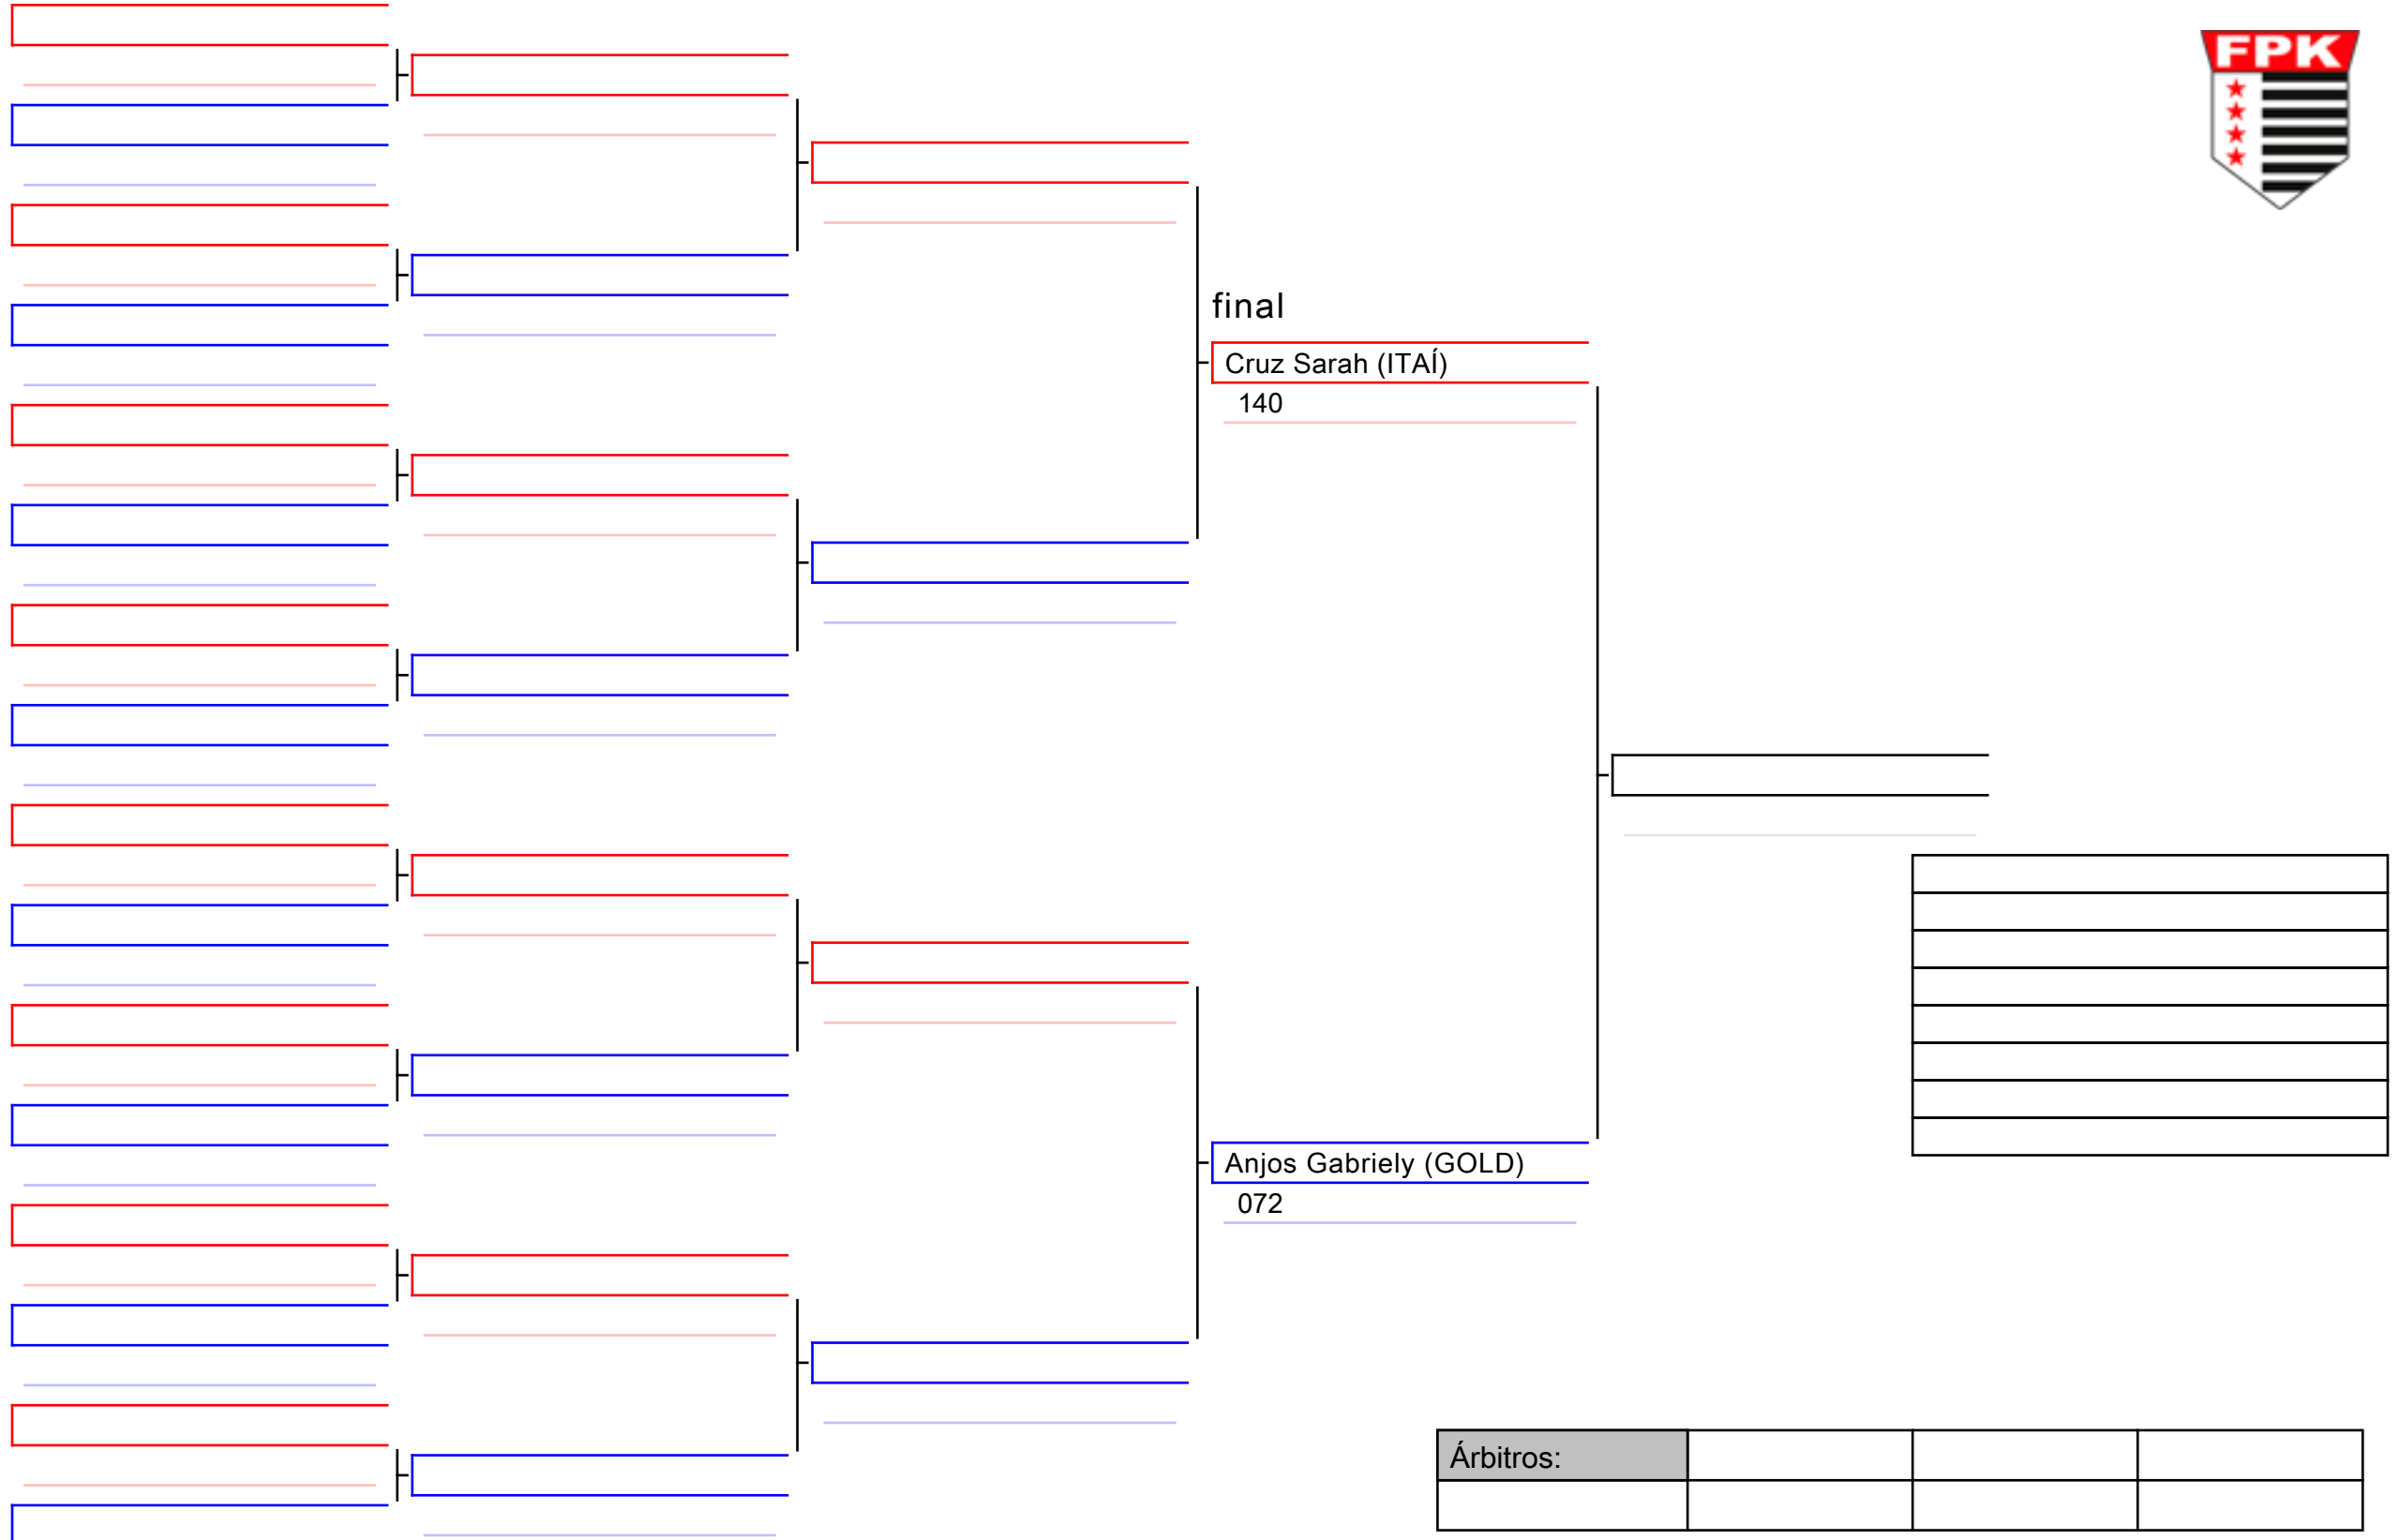 FPK
final
Cruz Sarah (ITAÍ)
140
Anjos Gabriely (GOLD)
072
Árbitros: